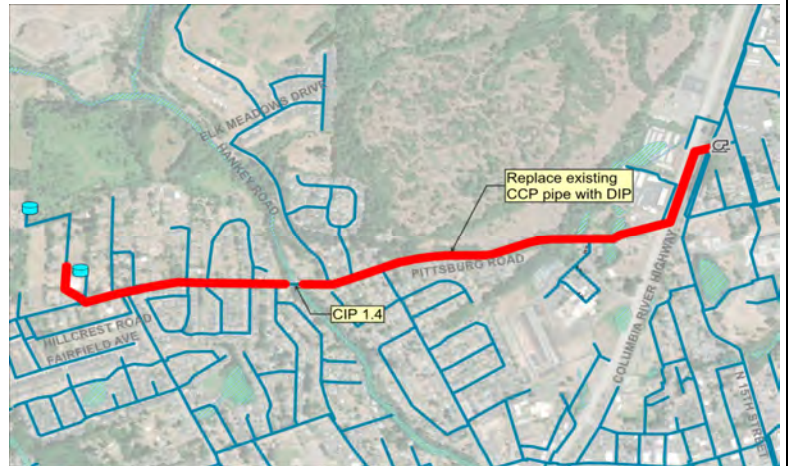 ELK MEADOWS DRIVE
HANKEY ROAD
Replace existing
CCP pipe with DIP
PITTSBURG ROAD
CIP 1.4
HILLCREST ROAD
FAIRFIELD AVE
COLUMBIA RIVER HIGHWAY
N 15TH STREET